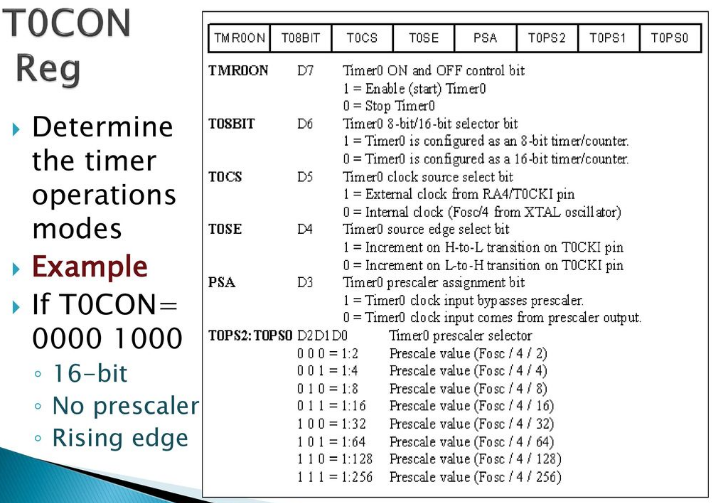 T0CON
Reg
Determine
the timer
operations
modes
Example
If T0CON=
0000 1000
16-bit
No prescaler
Rising edge
TMR0ON T08BIT T0CS T0SE PSA T0PS2 T0PS1 T0PS0
TMR0ON D7 Timer0 ON and OFF control bit
1 = Enable (start) Timer0
0 = Stop Timer0
T08BIT D6 Timer0 8-bit/16-bit selector bit
1 = Timer0 is configured as an 8-bit timer/counter.
0 = Timer0 is configured as a 16-bit timer/counter.
T0CS D5 Timer0 clock source select bit
1 = External clock from RA4/T0CKI pin
0 = Internal clock (Fosc/4 from XTAL oscillator)
T0SE D4 Timer0 source edge select bit
1 = Increment on H-to-L transition on T0CKI pin
0 = Increment on L-to-H transition on T0CKI pin
PSA D3 Timer0 prescaler assignment bit
1 = Timer0 clock input bypasses prescaler.
0 = Timer0 clock input comes from prescaler output.
T0PS2:T0PS0 D2D1D0 Timer0 prescaler selector
0 0 0 = 1:2 Prescale value (Fosc / 4 / 2)
0 0 1 = 1:4 Prescale value (Fosc / 4 / 4)
0 1 0 = 1:8 Prescale value (Fosc / 4 / 8)
0 1 1 = 1:16 Prescale value (Fosc / 4 / 16)
1 0 0 = 1:32 Prescale value (Fosc / 4 / 32)
1 0 1 = 1:64 Prescale value (Fosc / 4 / 64)
1 1 0 = 1:128 Prescale value (Fosc / 4 / 128)
1 1 1 = 1:256 Prescale value (Fosc / 4 / 256)